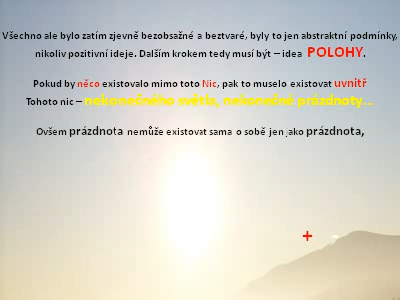 Všechno ale bylo zatím zjevně bezobsažné a beztvaré, byly to jen abstraktní podmínky,
nikoliv pozitivní ideje. Dalším krokem tedy musí být – idea POLOHY.
Pokud by něco existovalo mimo toto Nic, pak to muselo existovat uvnitř
Tohoto nic – nekonečného světla, nekonečné prázdnoty...
Ovšem prázdnota nemůže existovat sama o sobě jen jako prázdnota,
+